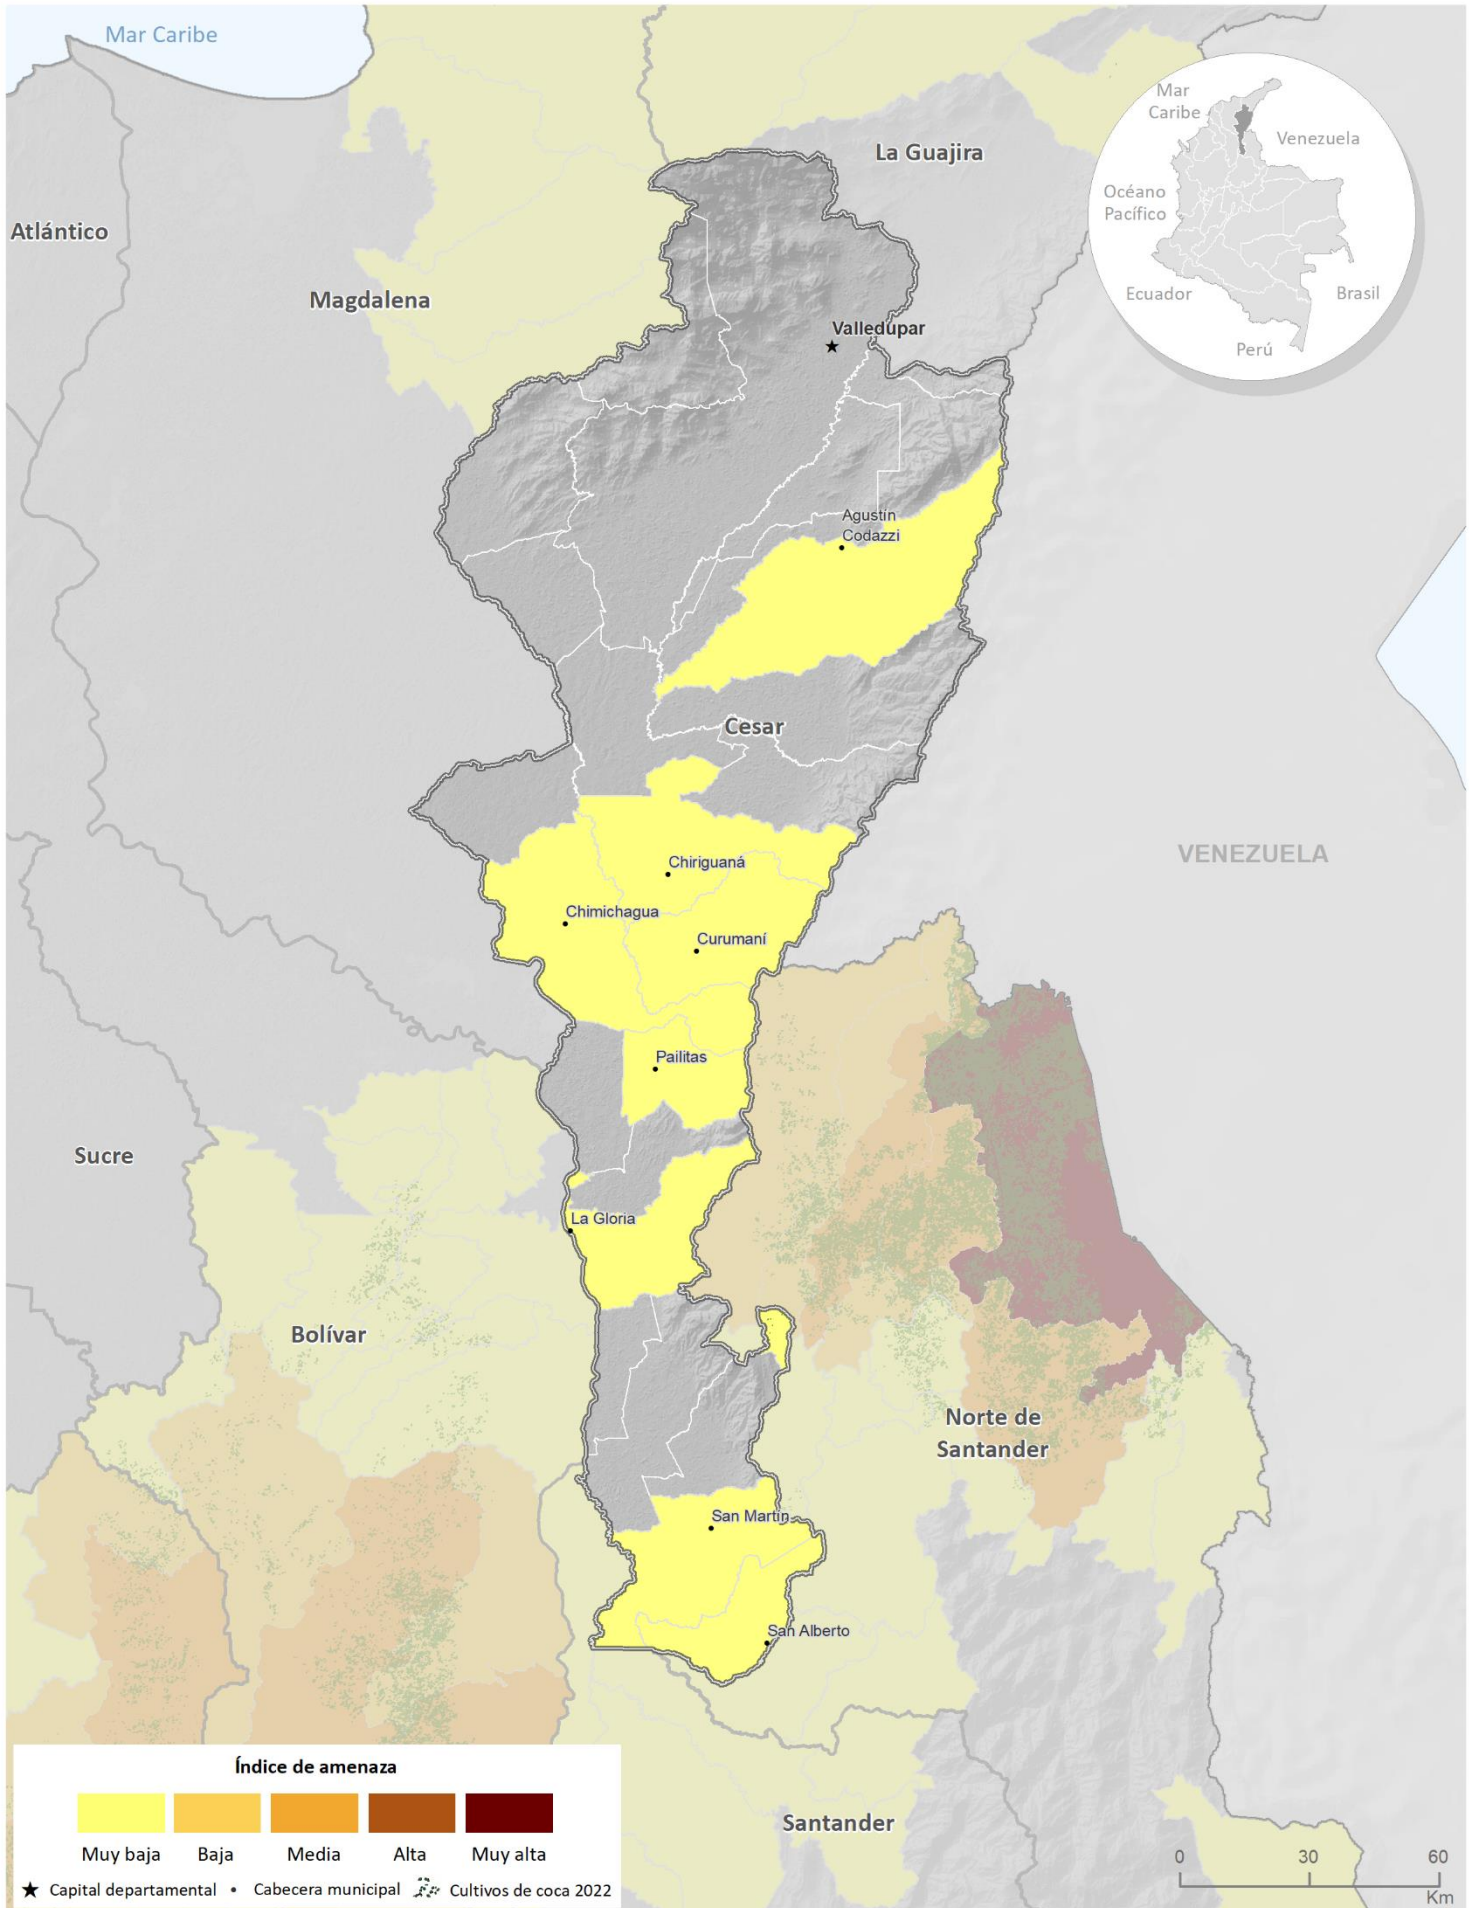 Mar Caribe
Mar
Caribe
Venezuela
Océano
Pacífico
Ecuador
Brasil
Perú
La Guajira
Atlántico
Magdalena
Valledupar
Agustín
Codazzi
Cesar
VENEZUELA
Chiriguaná
Chimichagua
Curumaní
Pailitas
Sucre
La Gloria
Bolívar
Norte de
Santander
San Martín
San Alberto
Santander
Índice de amenaza
Muy baja Baja Media Alta Muy alta
Capital departamental Cabecera municipal Cultivos de coca 2022
0 30 60
Km